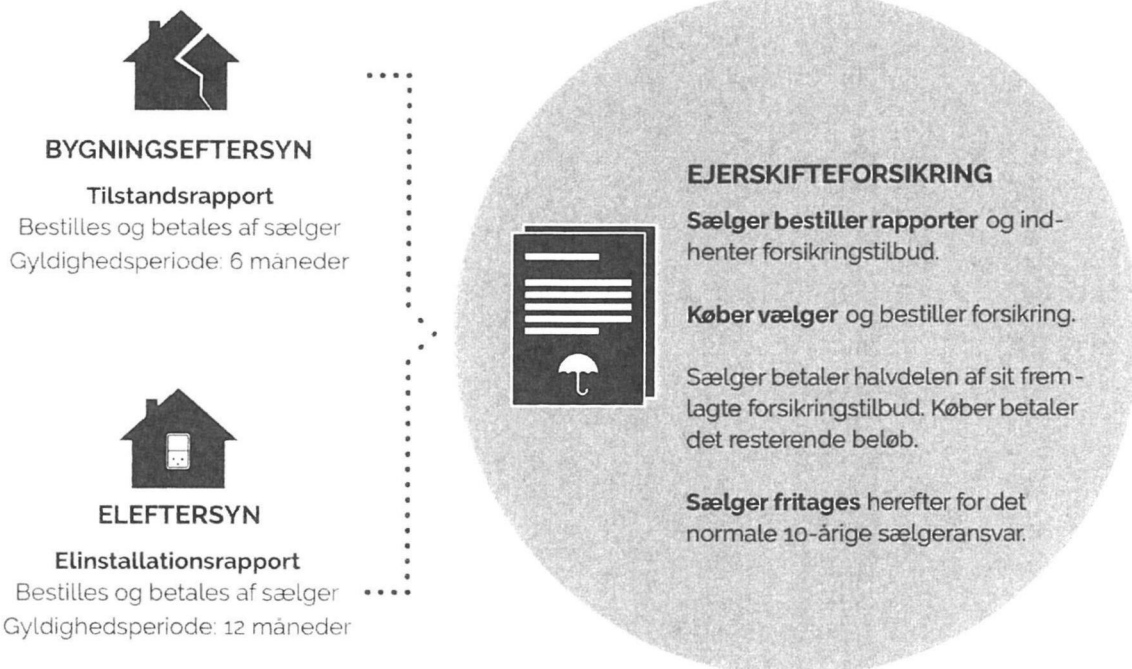 BYGNINGSEFTERSYN
Tilstandsrapport
Bestilles og betales af sælger
Gyldighedsperiode: 6 måneder
ELEFTERSYN
Elinstallationsrapport
Bestilles og betales af sælger
Gyldighedsperiode: 12 måneder
EJERSKIFTEFORSIKRING
Sælger bestiller rapporter og ind-
henter forsikringstilbud.
Køber vælger og bestiller forsikring.
Sælger betaler halvdelen af sit frem-
lagte forsikringstilbud. Køber betaler
det resterende beløb.
Sælger fritages herefter for det
normale 10-årige sælgeransvar.